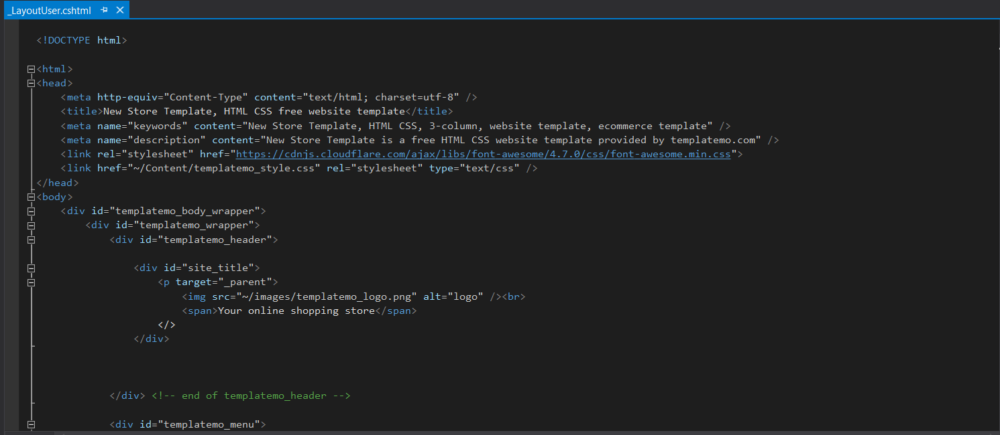 _LayoutUser.cshtml
<!DOCTYPE html>
<html>
<head>
<meta http-equiv="Content-Type" content="text/html; charset=utf-8" />
<title>New Store Template, HTML CSS free website template</title>
<meta name="keywords" content="New Store Template, HTML CSS, 3-column, website template, ecommerce template" />
<meta name="description" content="New Store Template is a free HTML CSS website template provided by templatemo.com" />
<link rel="stylesheet" href="https://cdnjs.cloudflare.com/ajax/libs/font-awesome/4.7.0/css/font-awesome.min.css">
<link href="~/Content/templatemo_style.css" rel="stylesheet" type="text/css" />
</head>
<body>
<div id="templatemo_body_wrapper">
<div id="templatemo_wrapper">
<div id="templatemo_header">
<div id="site_title">
<p target="_parent">
<img src="~/images/templatemo_logo.png" alt="logo" /><br>
<span>Your online shopping store</span>
</>
</div>
</div> <!-- end of templatemo_header -->
<div id="templatemo_menu">